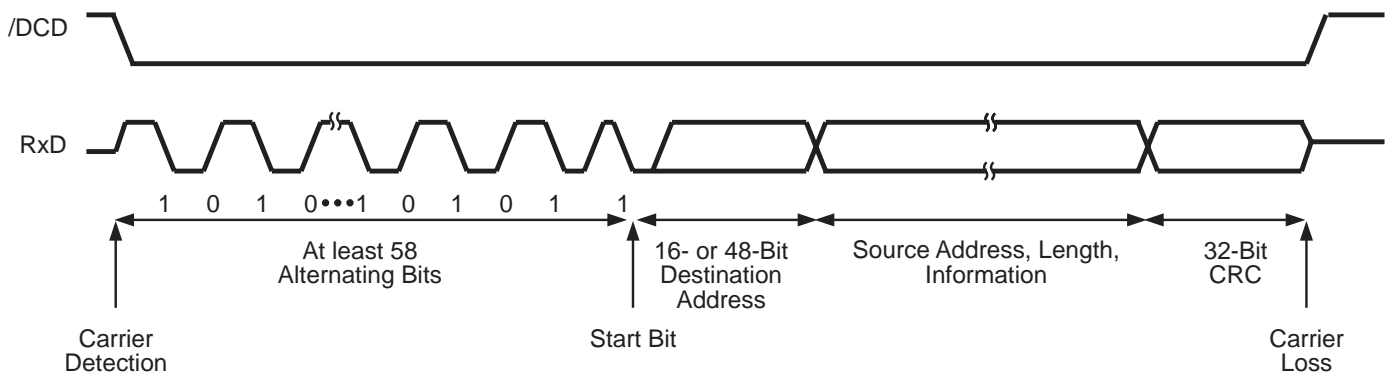 /DCD
RxD
1 0 1 0•••1 0 1 0 1 1
At least 58
Alternating Bits
16- or 48-Bit
Destination
Address
Source Address, Length,
Information
32-Bit
CRC
Carrier
Detection
Start Bit
Carrier
Loss